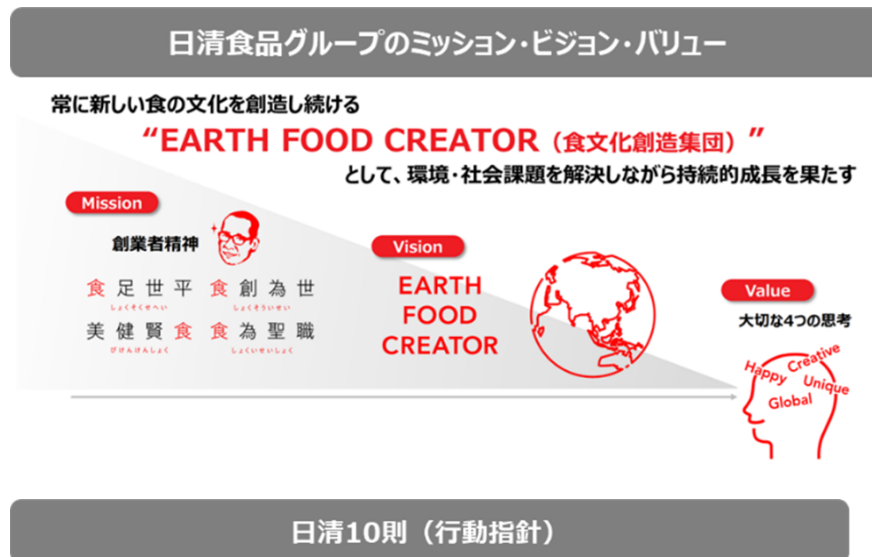 日清食品グループのミッション・ビジョン・バリュー
常に新しい食の文化を創造し続ける
“EARTH FOOD CREATOR（食文化創造集団）”
として、環境・社会課題を解決しながら持続的成長を果たす
Mission
創業者精神
食足世平 食創為世
しょくそくせへい しょくそういせい
美健賢食 食為聖職
びけんけんしょく しょくいせいしょく
Vision
EARTH
FOOD
CREATOR
Value
大切な4つの思考
Happy
Creative
Unique
Global
日清10則（行動指針）